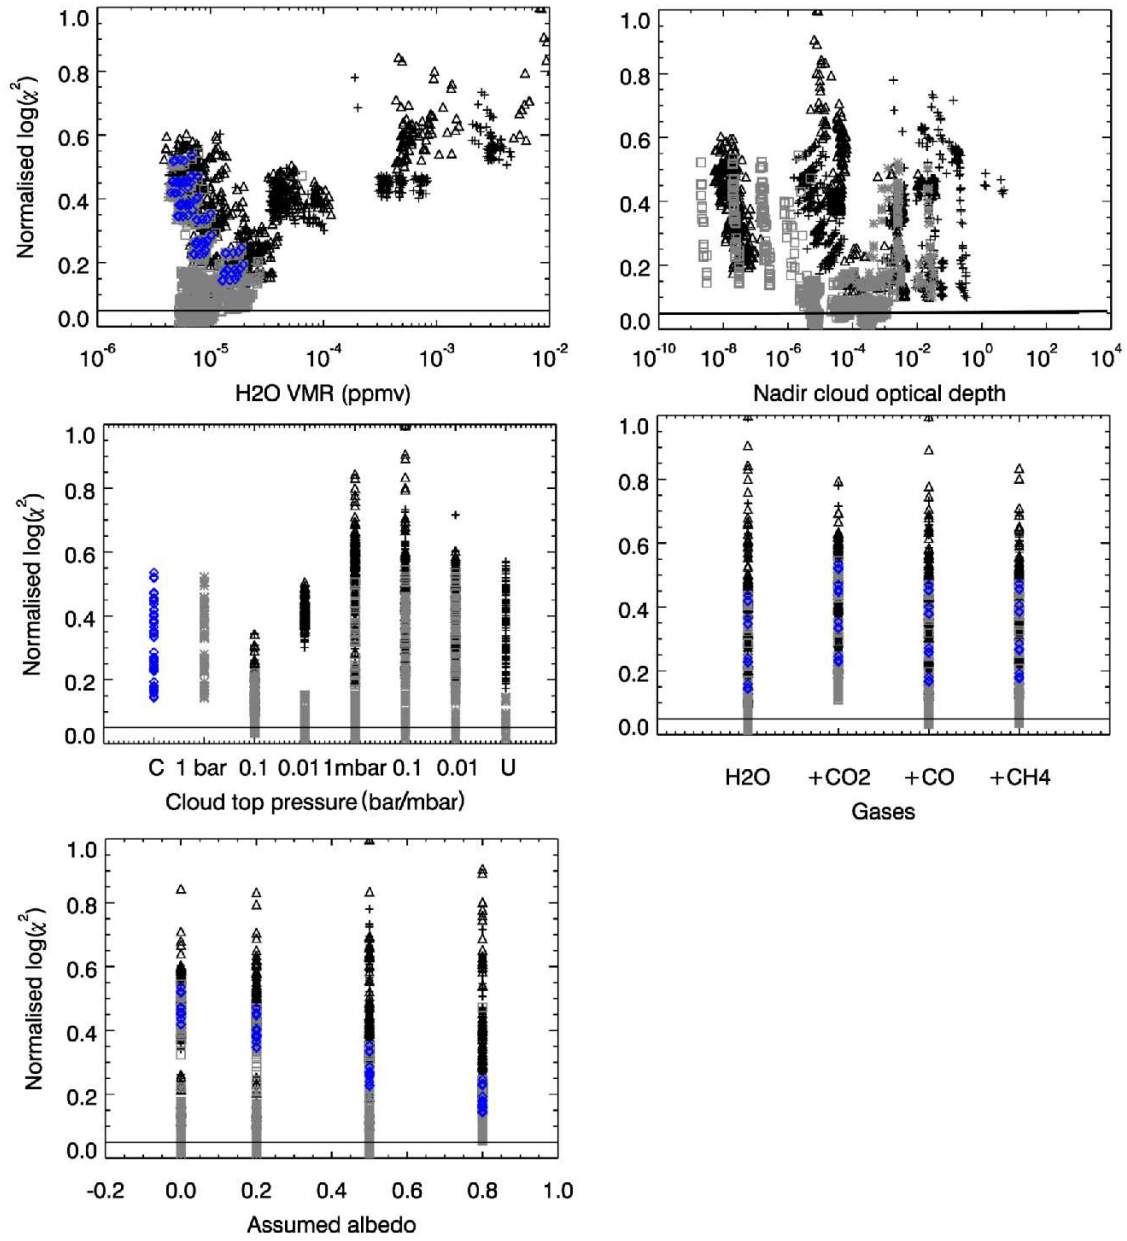 Normalised log(χ²)
1.0
0.8
0.6
0.4
0.2
0.0
10⁻⁶ 10⁻⁵ 10⁻⁴ 10⁻³ 10⁻²
H2O VMR (ppmv)
1.0
0.8
0.6
0.4
0.2
0.0
10⁻¹⁰ 10⁻⁸ 10⁻⁶ 10⁻⁴ 10⁻² 10⁰ 10² 10⁴
Nadir cloud optical depth
Normalised log(χ²)
1.0
0.8
0.6
0.4
0.2
0.0
C 1 bar 0.1 0.01 1mbar 0.1 0.01 U
Cloud top pressure (bar/mbar)
1.0
0.8
0.6
0.4
0.2
0.0
H2O +CO2 +CO +CH4
Gases
Normalised log(χ²)
1.0
0.8
0.6
0.4
0.2
0.0
-0.2 0.0 0.2 0.4 0.6 0.8 1.0
Assumed albedo